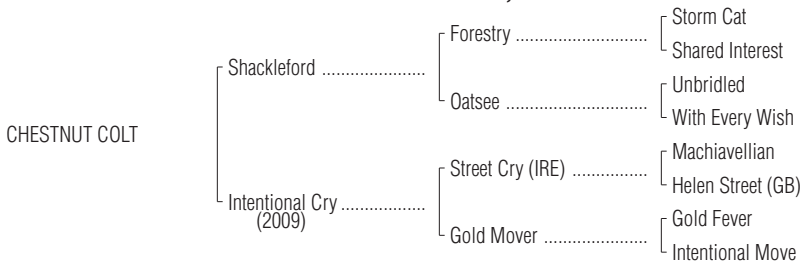 Storm Cat
Forestry ........................
Shared Interest
Shackleford ...................
Unbridled
Oatsee ..........................
With Every Wish
CHESTNUT COLT
Machiavellian
Street Cry (IRE) ..............
Helen Street (GB)
Intentional Cry ...............
(2009)
Gold Fever
Gold Mover ...................
Intentional Move